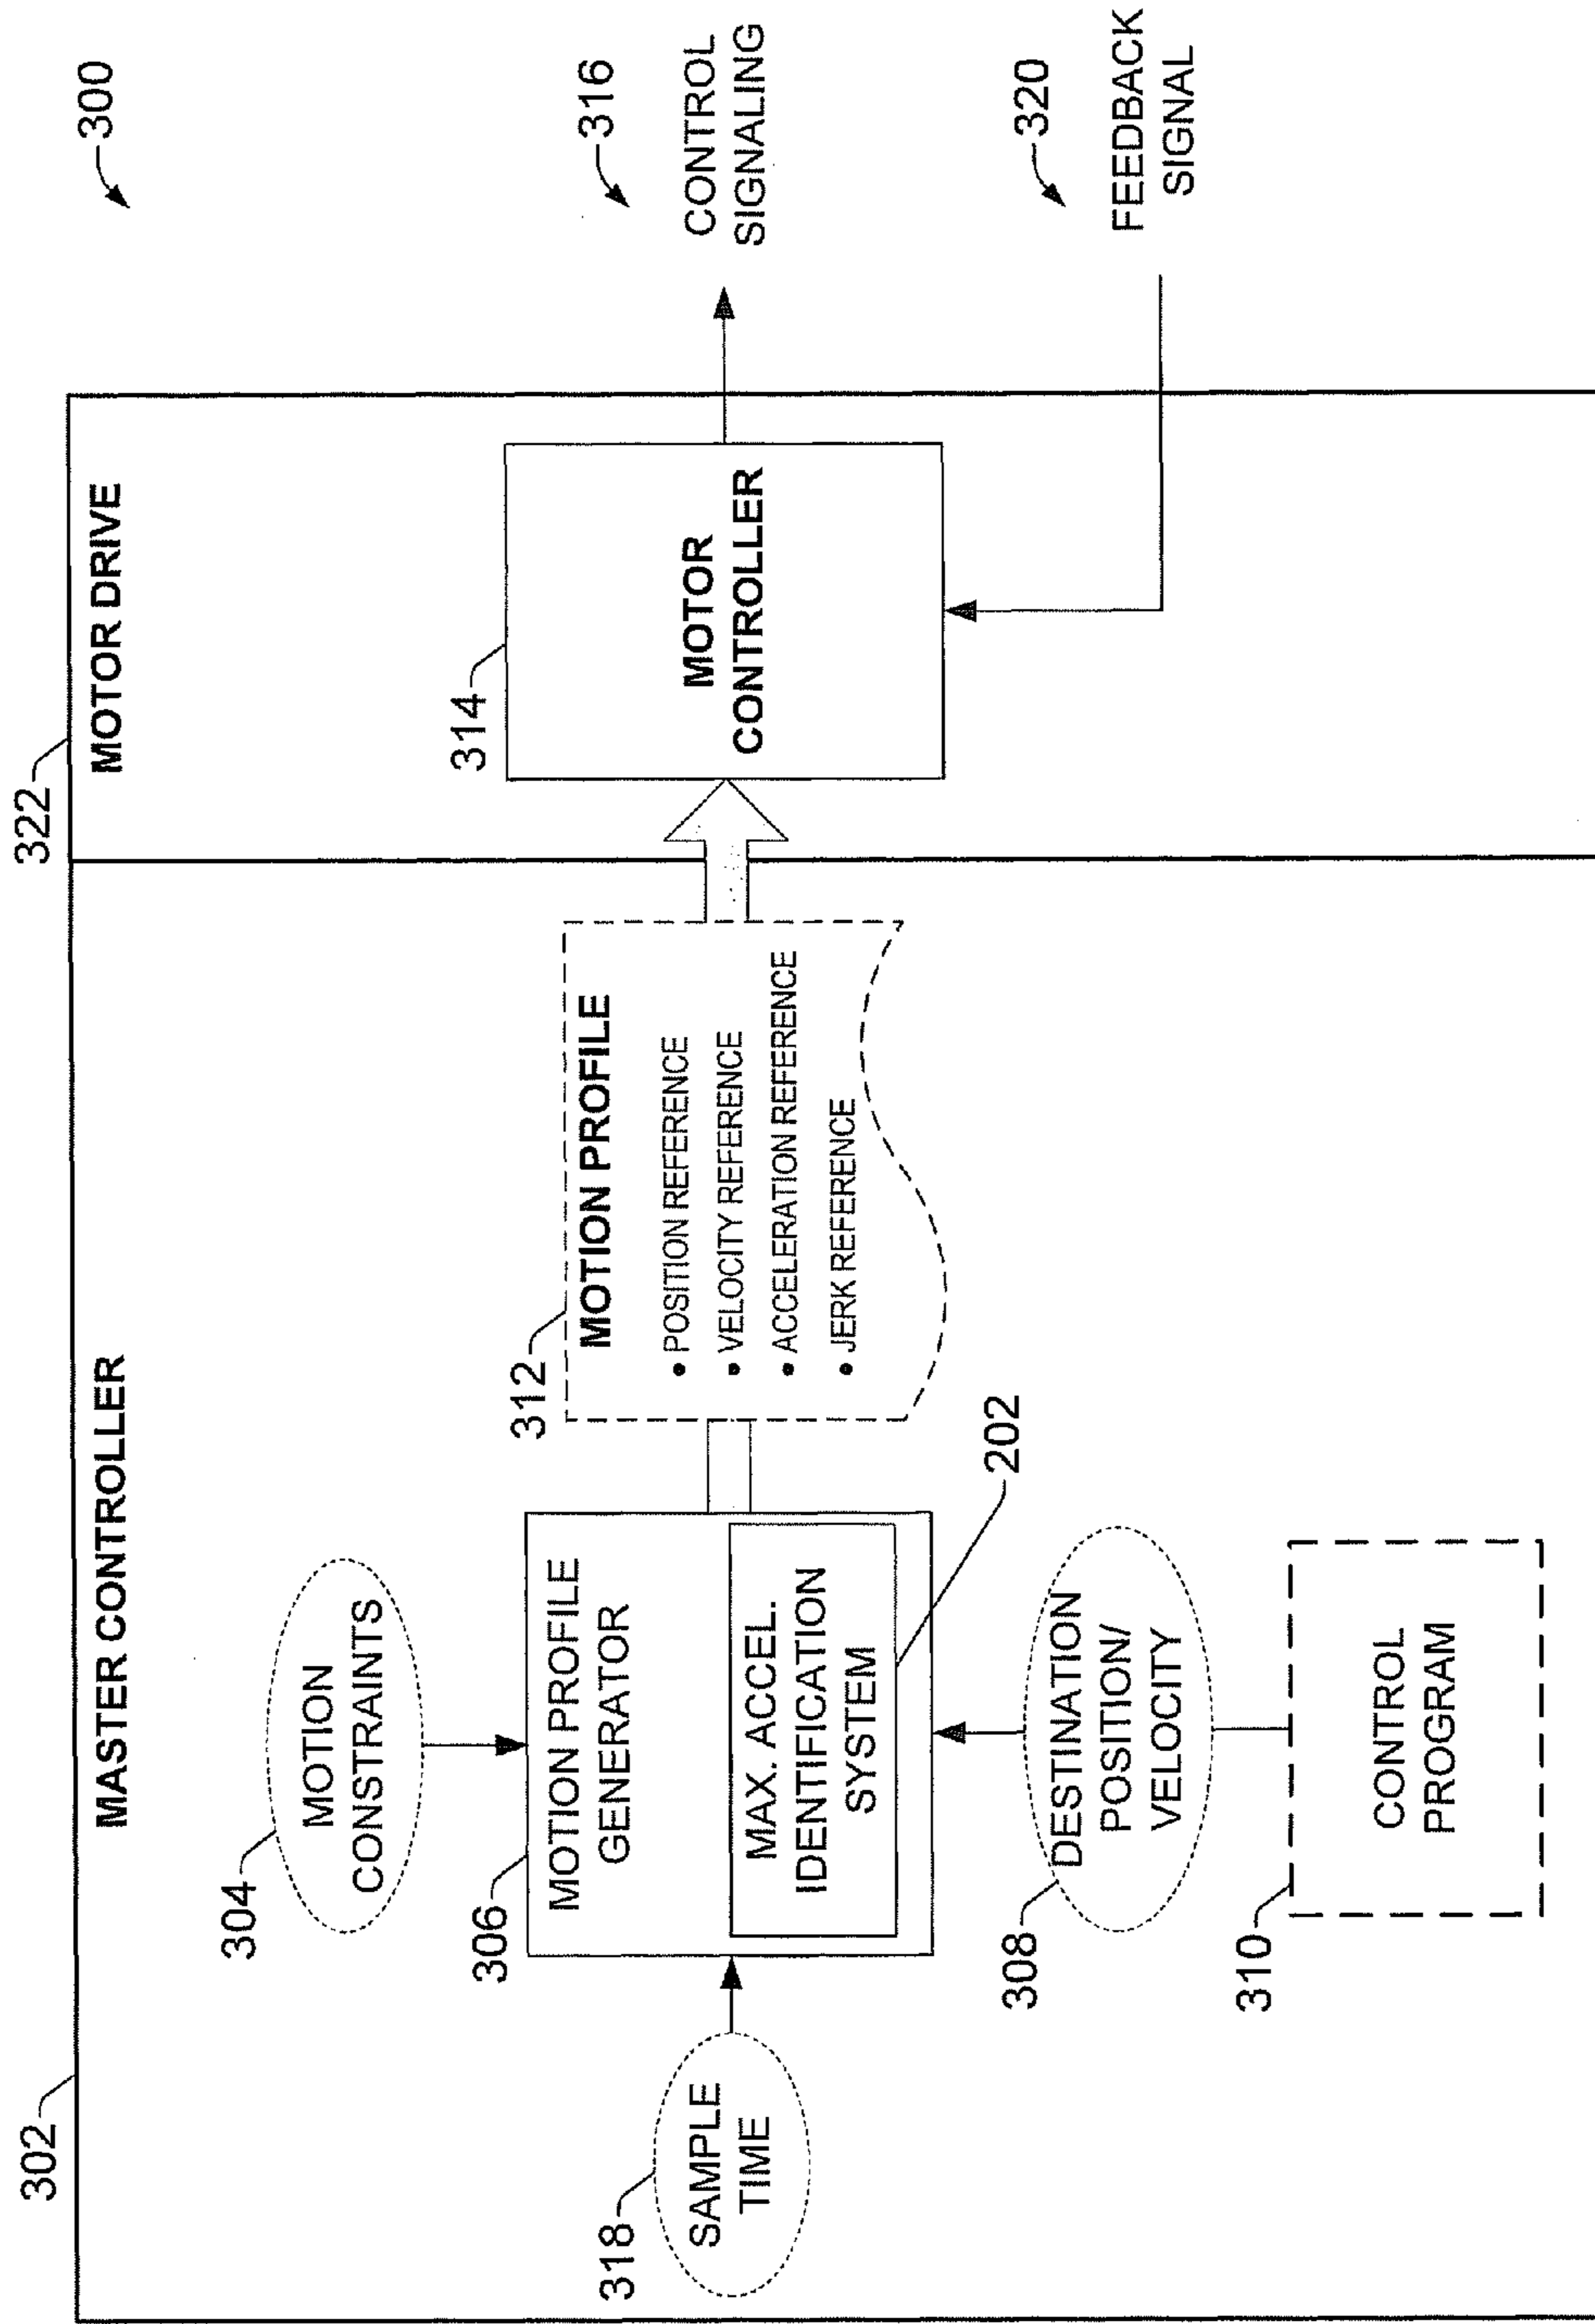 300
302
MASTER CONTROLLER
322
MOTOR DRIVE
304
MOTION
CONSTRAINTS
318
SAMPLE
TIME
306
MOTION PROFILE
GENERATOR
MAX. ACCEL.
IDENTIFICATION
SYSTEM
202
308
DESTINATION
POSITION/
VELOCITY
310
CONTROL
PROGRAM
312
MOTION PROFILE
• POSITION REFERENCE
• VELOCITY REFERENCE
• ACCELERATION REFERENCE
• JERK REFERENCE
314
MOTOR
CONTROLLER
316
CONTROL
SIGNALING
320
FEEDBACK
SIGNAL